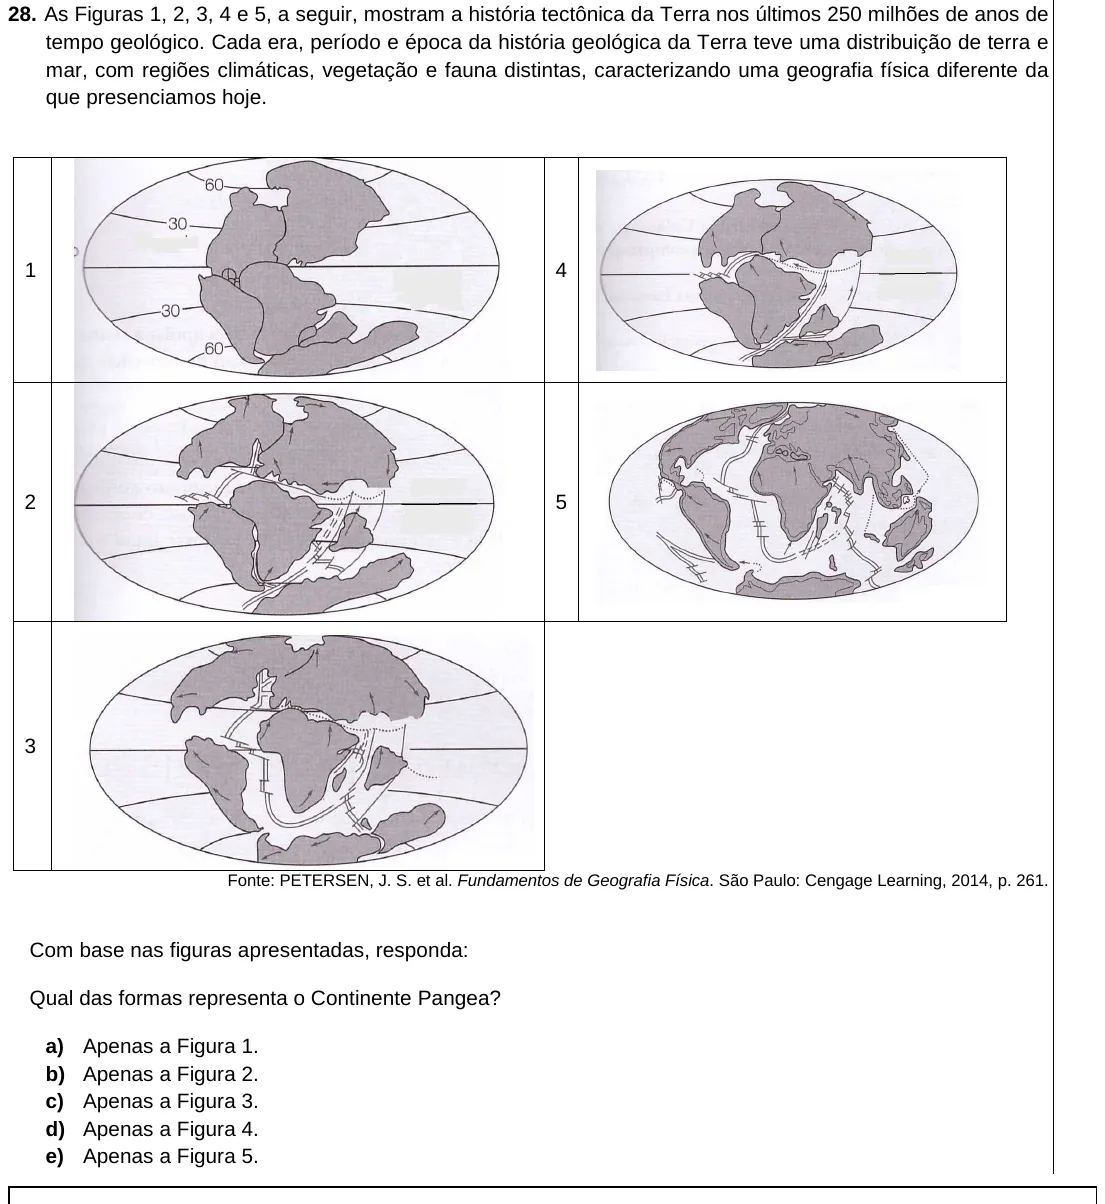 28. As Figuras 1, 2, 3, 4 e 5, a seguir, mostram a história tectônica da Terra nos últimos 250 milhões de anos de
tempo geológico. Cada era, período e época da história geológica da Terra teve uma distribuição de terra e
mar, com regiões climáticas, vegetação e fauna distintas, caracterizando uma geografia física diferente da
que presenciamos hoje.
1
60
30
30
60
4
2
5
3
Fonte: PETERSEN, J. S. et al. Fundamentos de Geografia Física. São Paulo: Cengage Learning, 2014, p. 261.
Com base nas figuras apresentadas, responda:
Qual das formas representa o Continente Pangea?
a) Apenas a Figura 1.
b) Apenas a Figura 2.
c) Apenas a Figura 3.
d) Apenas a Figura 4.
e) Apenas a Figura 5.